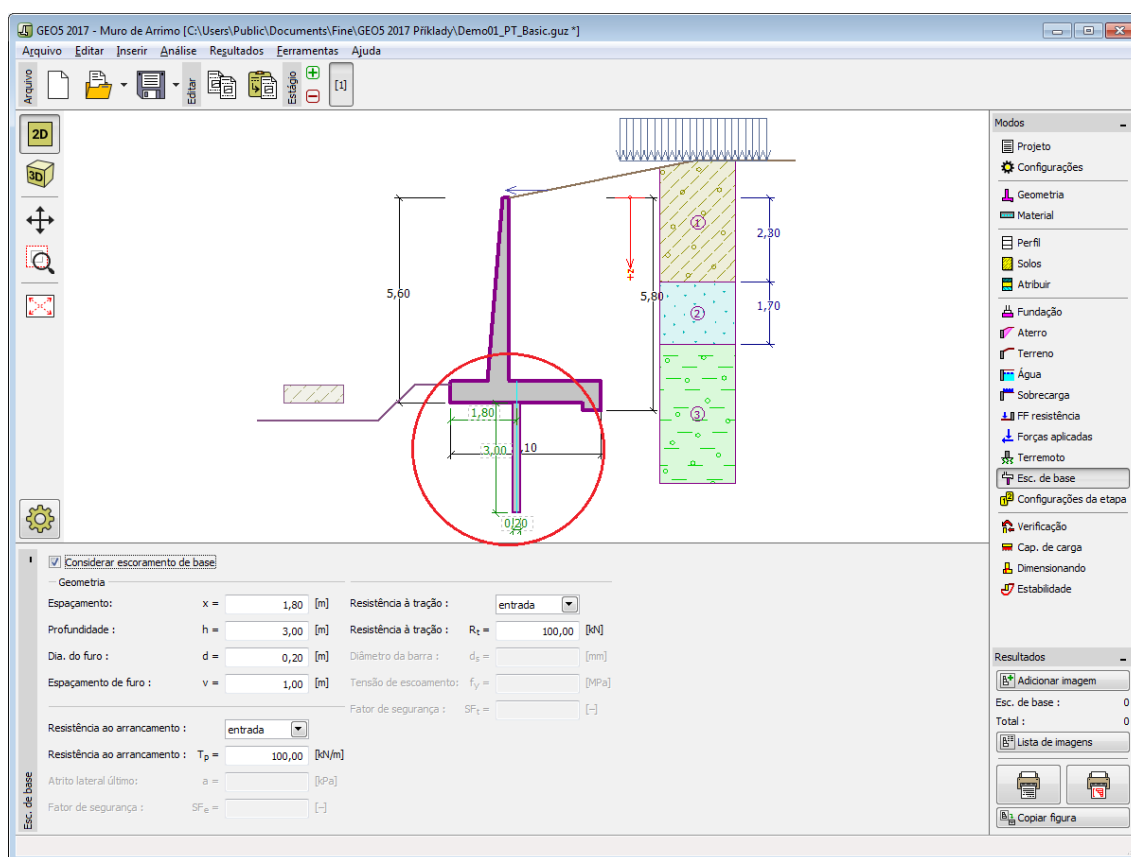 GEO5 2017 - Muro de Arrimo [C:\Users\Public\Documents\Fine\GEO5 2017 Příklady\Demo01_PT_Basic.guz *]
Arquivo Editar Inserir Análise Resultados Ferramentas Ajuda
Arquivo
Editar
Estágio
[1]
2D
3D
5,60
+z
5,80
1
2
3
2,30
1,70
1,80
3,00
,10
0,20
Modos
Projeto
Configurações
Geometria
Material
Perfil
Solos
Atribuir
Fundação
Aterro
Terreno
Água
Sobrecarga
FF resistência
Forças aplicadas
Terremoto
Esc. de base
Configurações da etapa
Verificação
Cap. de carga
Dimensionando
Estabilidade
Considerar escoramento de base
Geometria
Espaçamento: x = 1,80 [m]
Profundidade : h = 3,00 [m]
Dia. do furo : d = 0,20 [m]
Espaçamento de furo : v = 1,00 [m]
Resistência ao arrancamento : entrada
Resistência ao arrancamento : Tp = 100,00 [kN/m]
Atrito lateral último: a = [kPa]
Fator de segurança : SFe = [–]
Resistência à tração : entrada
Resistência à tração : Rt = 100,00 [kN]
Diâmetro da barra : ds = [mm]
Tensão de escoamento: fy = [MPa]
Fator de segurança : SFt = [–]
Esc. de base
Resultados
Adicionar imagem
Esc. de base : 0
Total : 0
Lista de imagens
Copiar figura